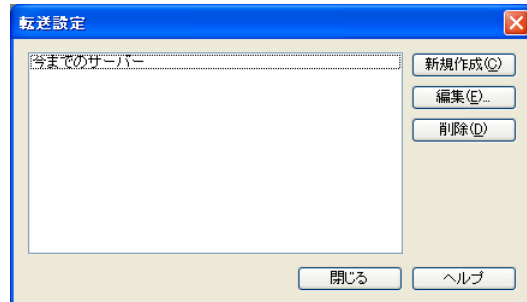 転送設定
今までのサーバー
新規作成(C)
編集(E)...
削除(D)
閉じる
ヘルプ